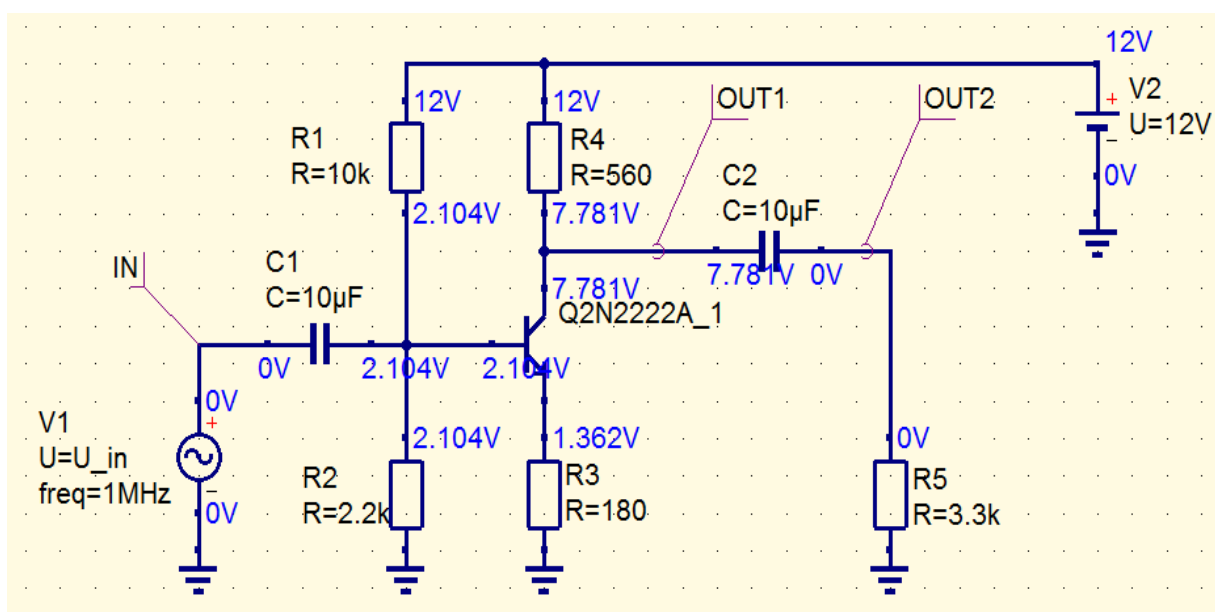 12V
12V
12V
OUT1
OUT2
+
V2
U=12V
R1
R=10k
R4
R=560
C2
C=10µF
0V
2.104V
7.781V
IN
C1
C=10µF
7.781V
0V
7.781V
Q2N2222A_1
0V
2.104V
2.104V
0V
V1
U=U_in
freq=1MHz
+
2.104V
1.362V
0V
R2
R=2.2k
R3
R=180
R5
R=3.3k
0V